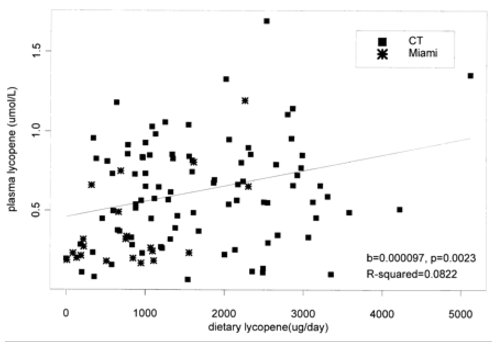 CT
Miami
1.5
1.0
0.5
plasma lycopene (umol/L)
b=0.000097, p=0.0023
R-squared=0.0822
0 1000 2000 3000 4000 5000
dietary lycopene(ug/day)